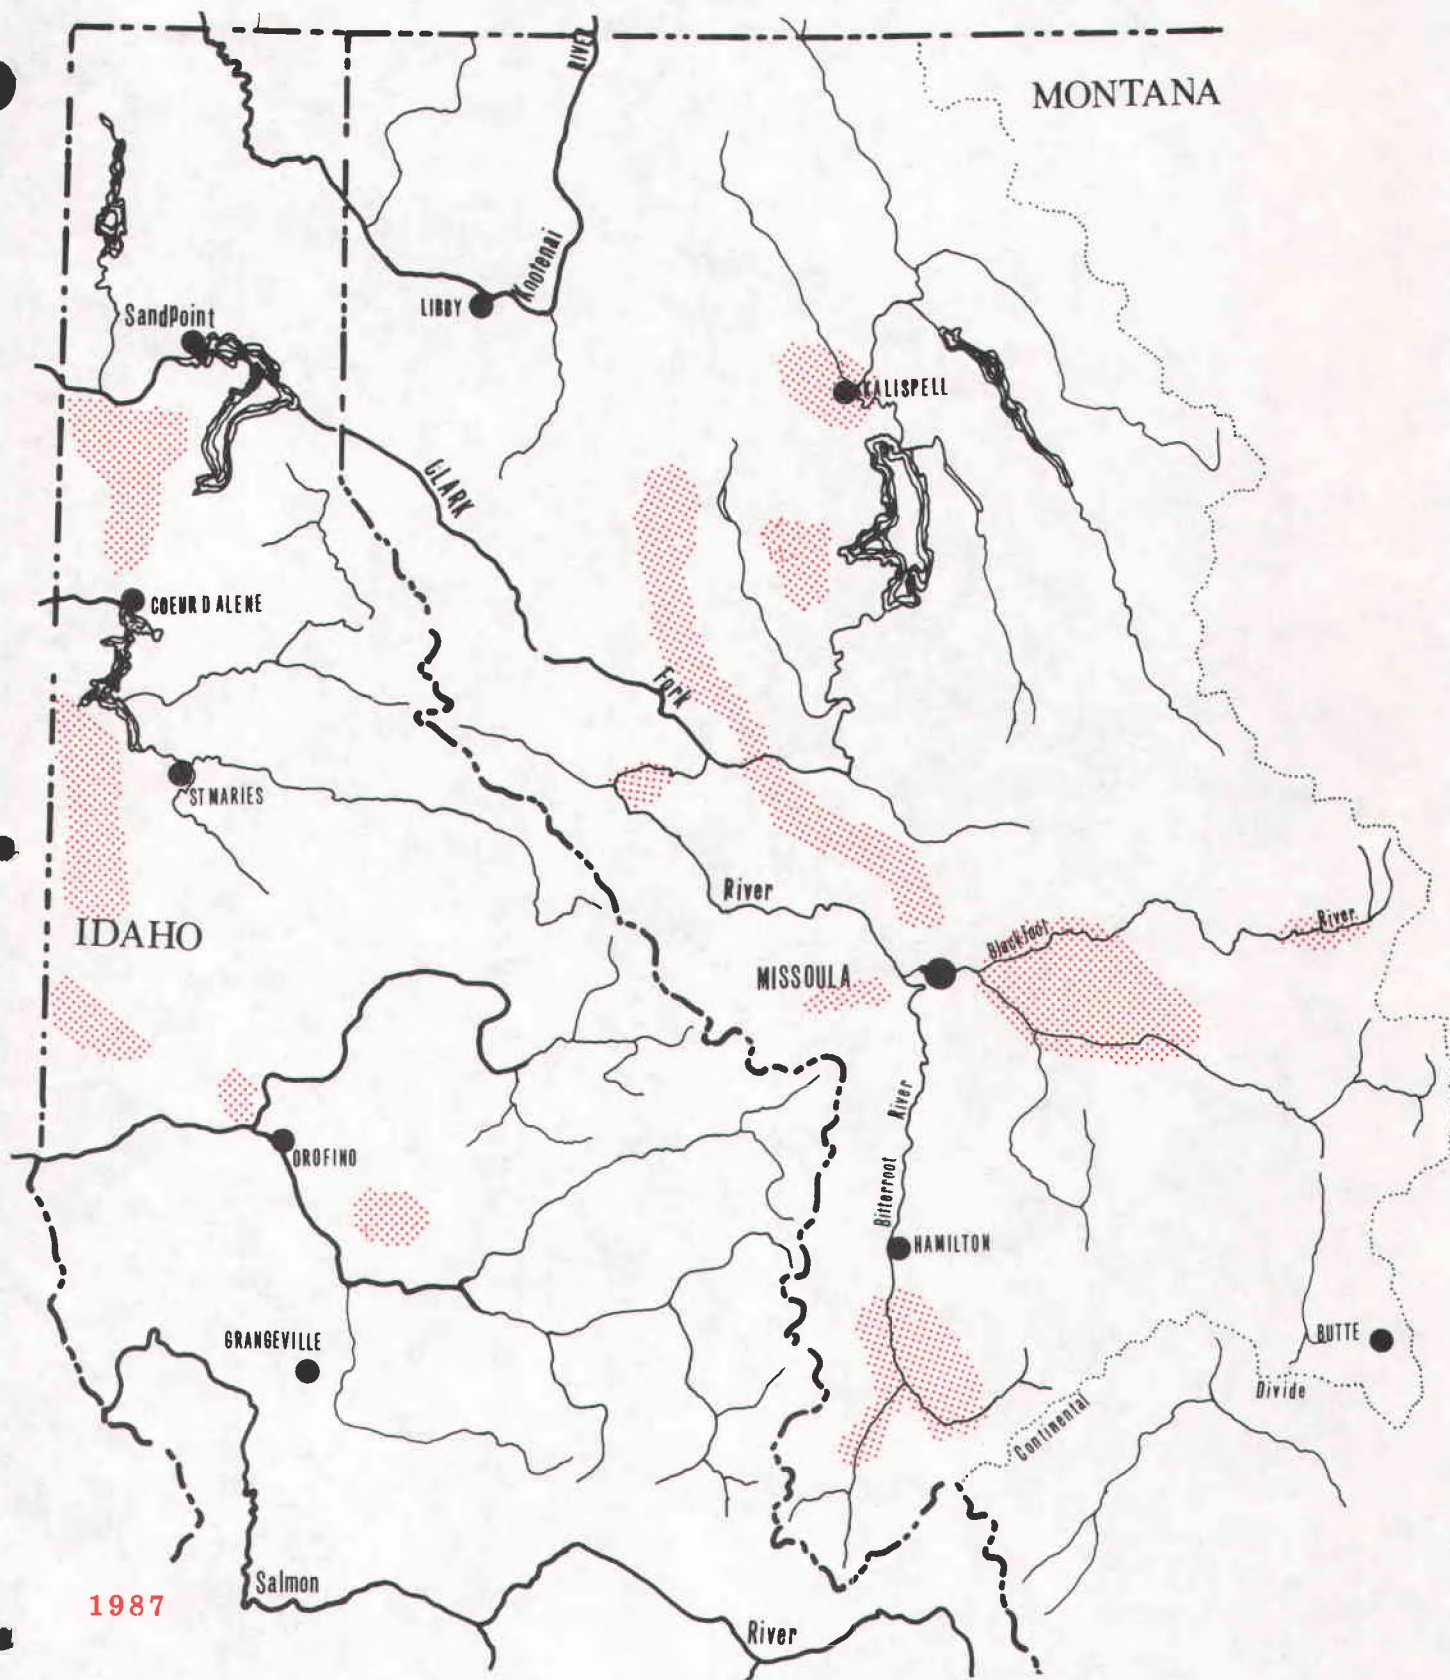 RIVER
MONTANA
Knotenai
LIBBY
SandPoint
KALISPELL
CLARK
COEUR D ALENE
Fork
ST MARIES
River
IDAHO
Blackfoot
River
MISSOULA
River
Bitterroot
OROFINO
HAMILTON
GRANGEVILLE
BUTTE
Divide
Continental
Salmon
1987
River